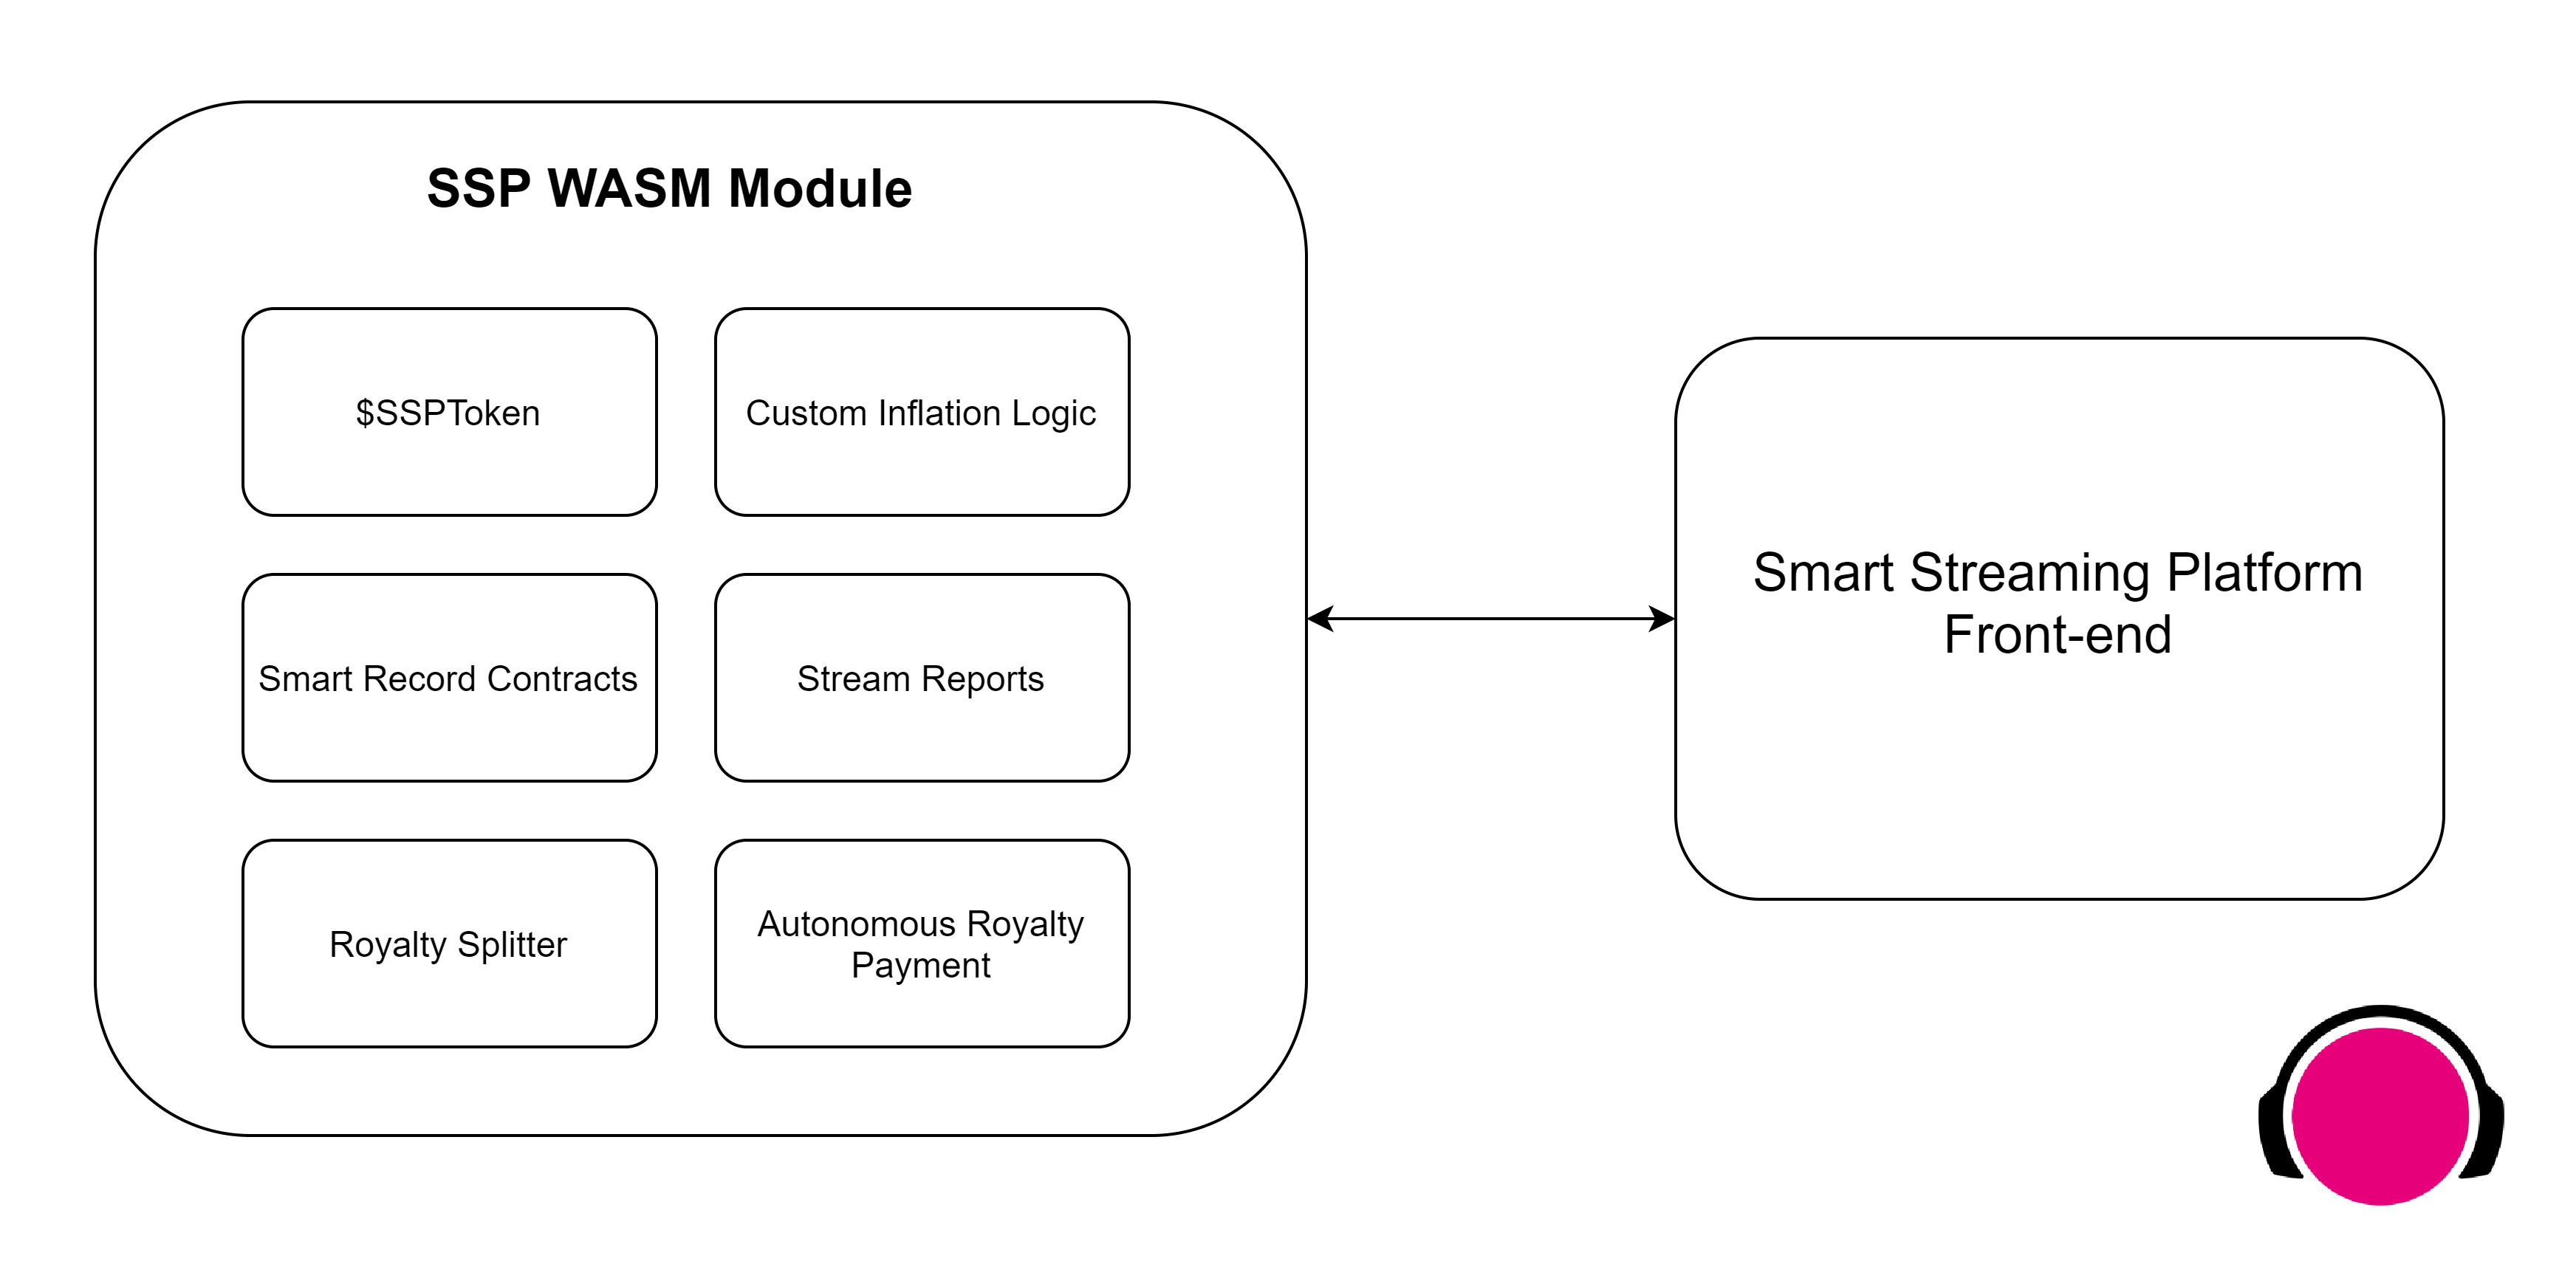 SSP WASM Module
$SSPToken
Custom Inflation Logic
Smart Record Contracts
Stream Reports
Royalty Splitter
Autonomous Royalty
Payment
Smart Streaming Platform
Front-end